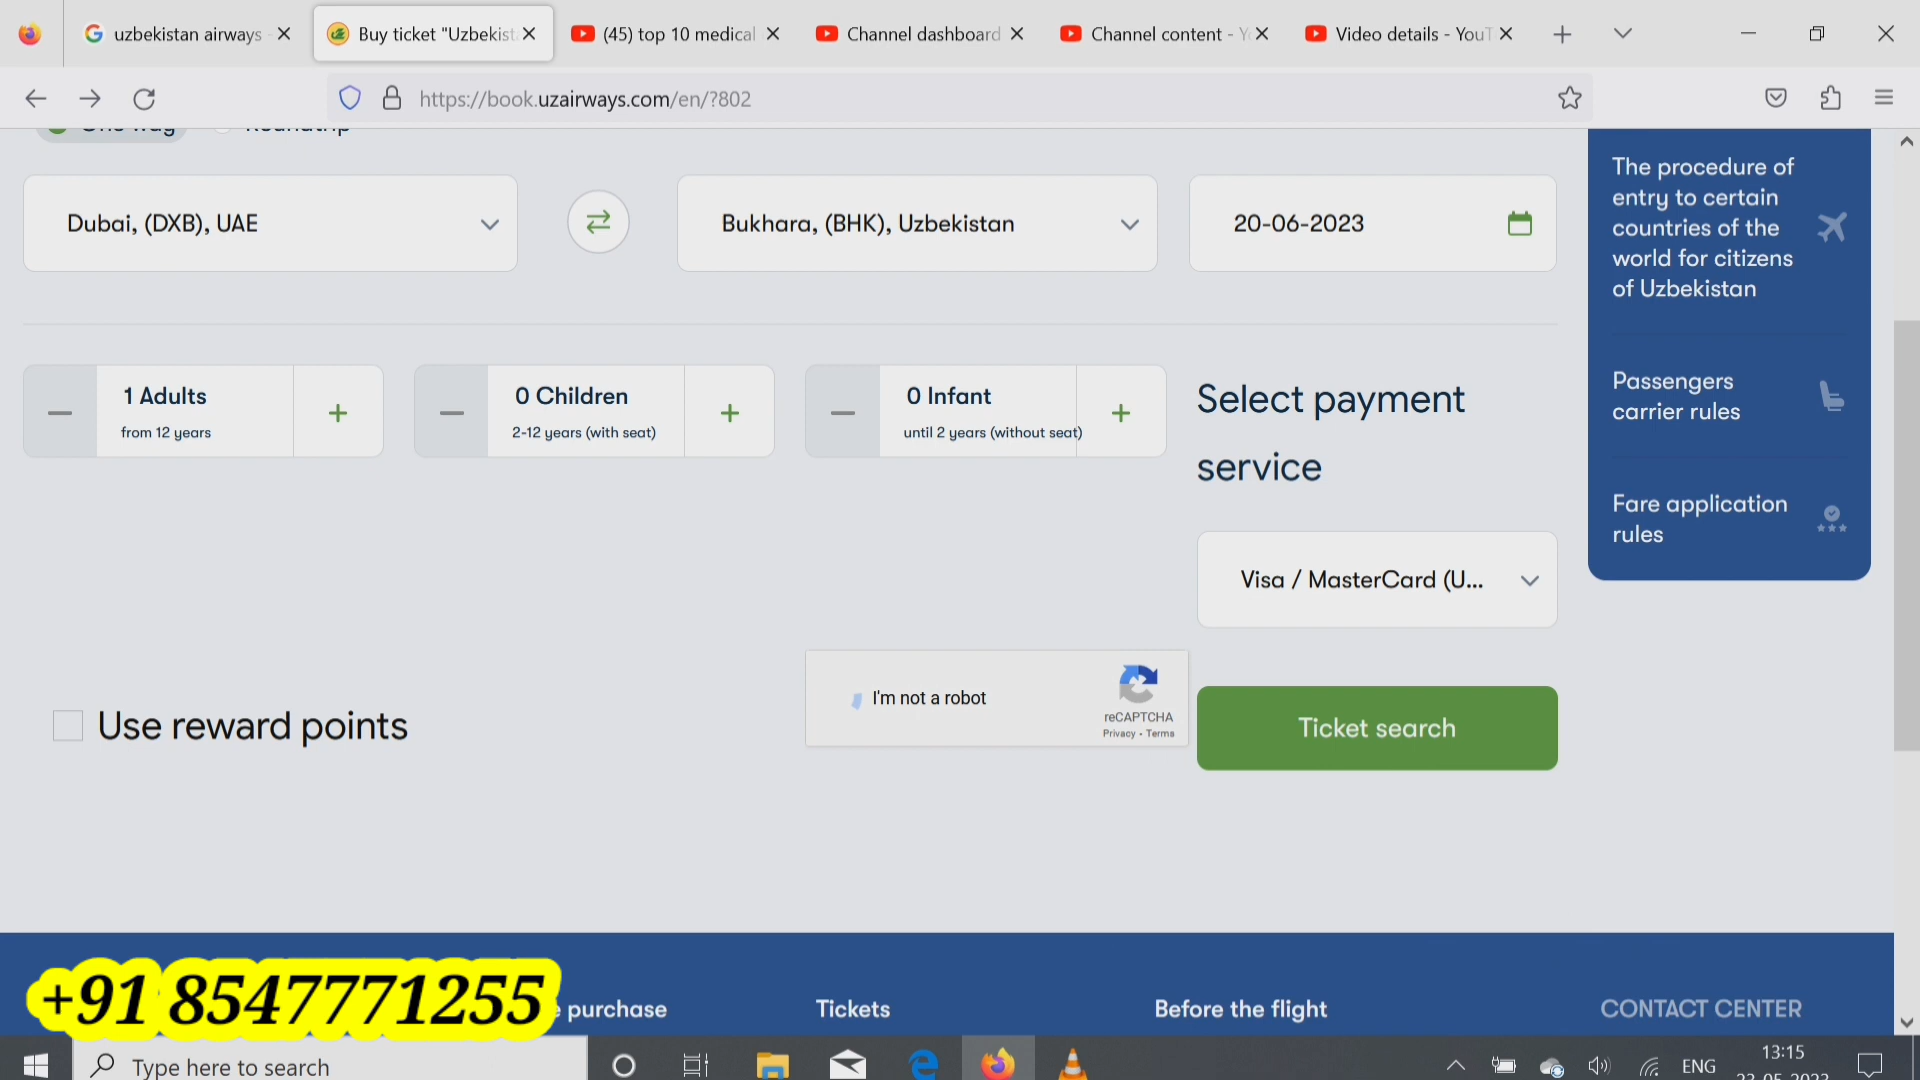 uzbekistan airways
Buy ticket "Uzbekist
(45) top 10 medical
Channel dashboard
Channel content - Y
Video details - YouT
https://book.uzairways.com/en/?802
One way
Roundtrip
Dubai, (DXB), UAE
Bukhara, (BHK), Uzbekistan
20-06-2023
The procedure of
entry to certain
countries of the
world for citizens
of Uzbekistan
Passengers
carrier rules
Fare application
rules
1 Adults
from 12 years
0 Children
2-12 years (with seat)
0 Infant
until 2 years (without seat)
Select payment
service
Visa / MasterCard (U...
Use reward points
I'm not a robot
reCAPTCHA
Privacy - Terms
Ticket search
+91 8547771255
purchase
Tickets
Before the flight
CONTACT CENTER
Type here to search
ENG
13:15